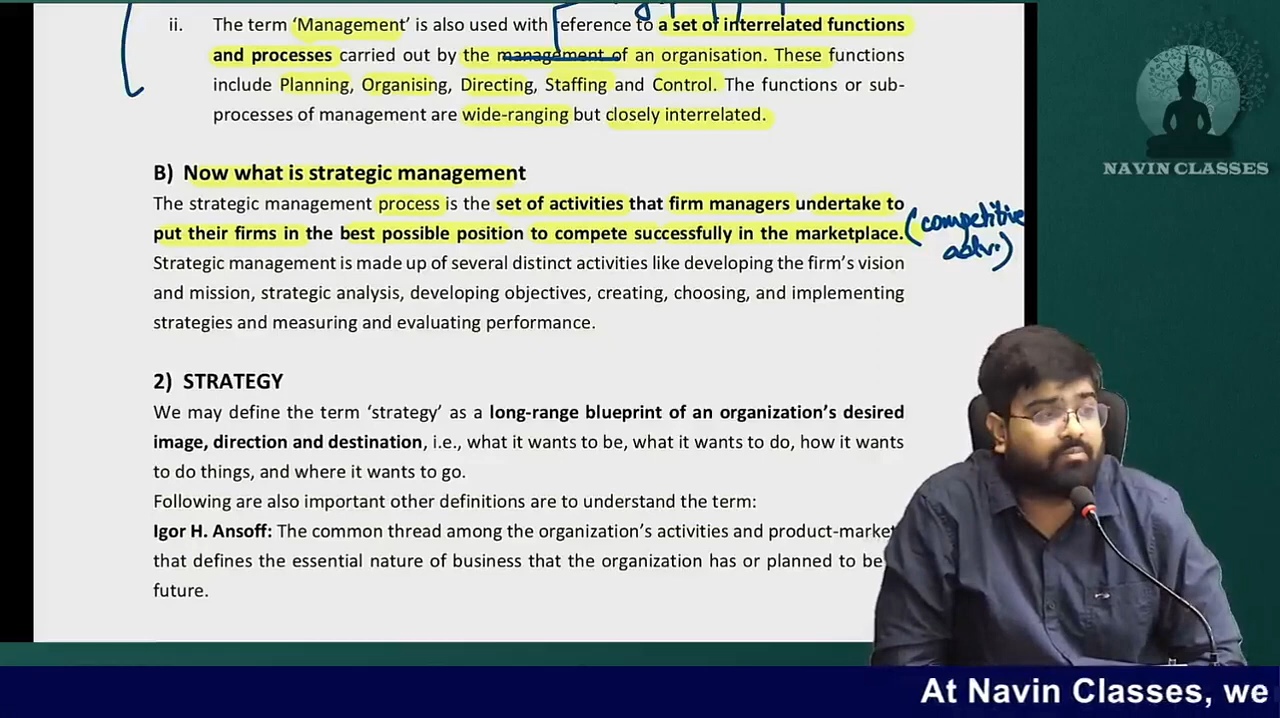 ii. The term ‘Management’ is also used with reference to a set of interrelated functions
and processes carried out by the management of an organisation. These functions
include Planning, Organising, Directing, Staffing and Control. The functions or sub-
processes of management are wide-ranging but closely interrelated.
NAVIN CLASSES
B) Now what is strategic management
The strategic management process is the set of activities that firm managers undertake to
put their firms in the best possible position to compete successfully in the marketplace.
(competitive
adv.)
Strategic management is made up of several distinct activities like developing the firm’s vision
and mission, strategic analysis, developing objectives, creating, choosing, and implementing
strategies and measuring and evaluating performance.
2) STRATEGY
We may define the term ‘strategy’ as a long-range blueprint of an organization’s desired
image, direction and destination, i.e., what it wants to be, what it wants to do, how it wants
to do things, and where it wants to go.
Following are also important other definitions are to understand the term:
Igor H. Ansoff: The common thread among the organization’s activities and product-market
that defines the essential nature of business that the organization has or planned to be
future.
At Navin Classes, we